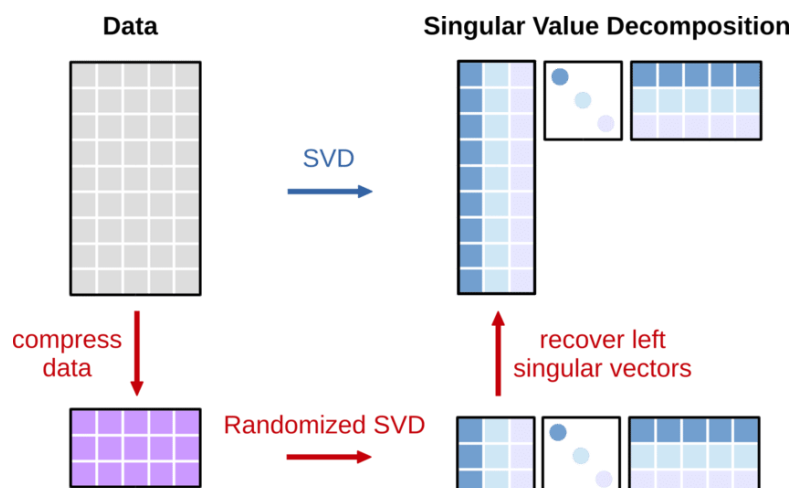 Data
Singular Value Decomposition
SVD
compress
data
recover left
singular vectors
Randomized SVD